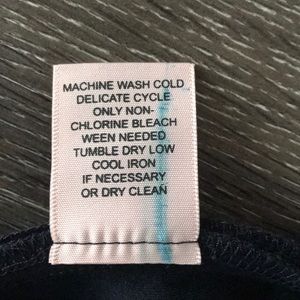 MACHINE WASH COLD
DELICATE CYCLE
ONLY NON-
CHLORINE BLEACH
WEEN NEEDED
TUMBLE DRY LOW
COOL IRON
IF NECESSARY
OR DRY CLEAN